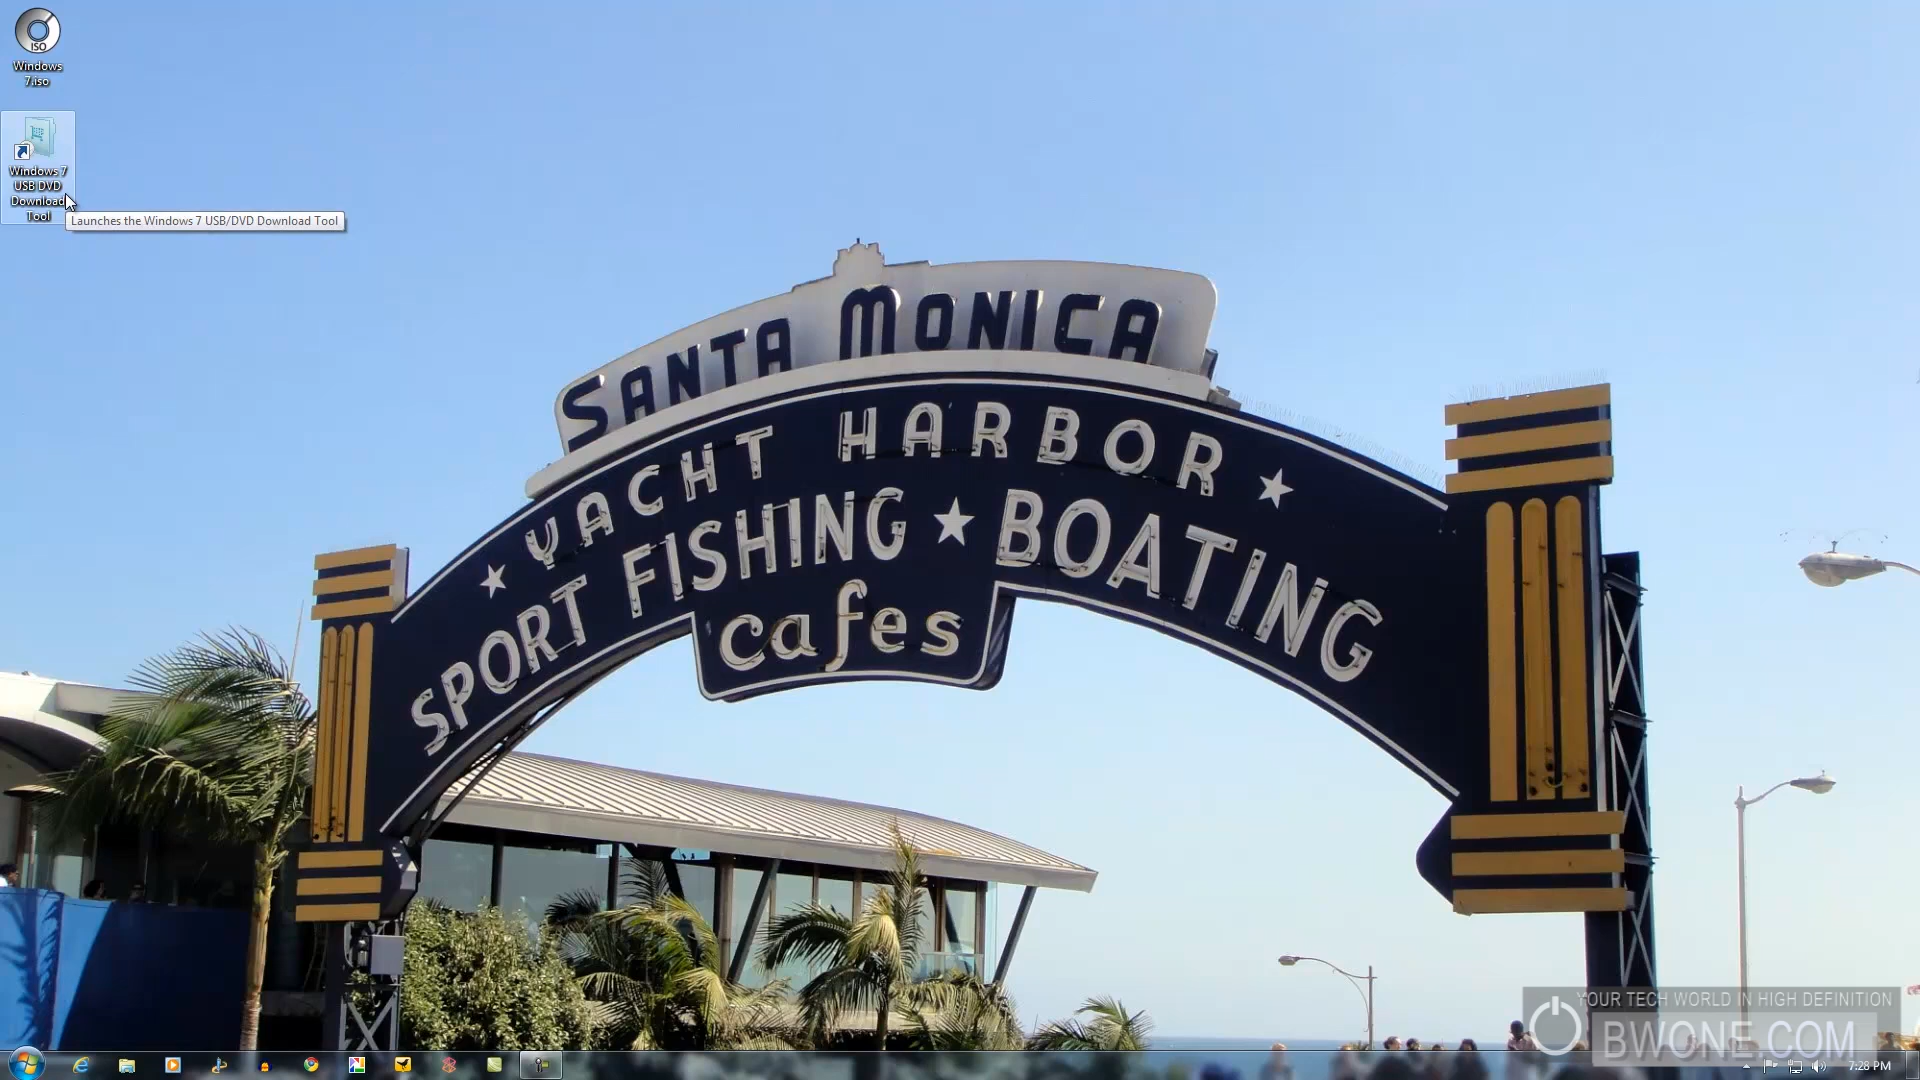 ISO
Windows
7.iso
Windows 7
USB DVD
Download
Tool
Launches the Windows 7 USB/DVD Download Tool
SANTA MONICA
YACHT HARBOR
SPORT FISHING BOATING
cafes
YOUR TECH WORLD IN HIGH DEFINITION
BWONE.COM
7:28 PM